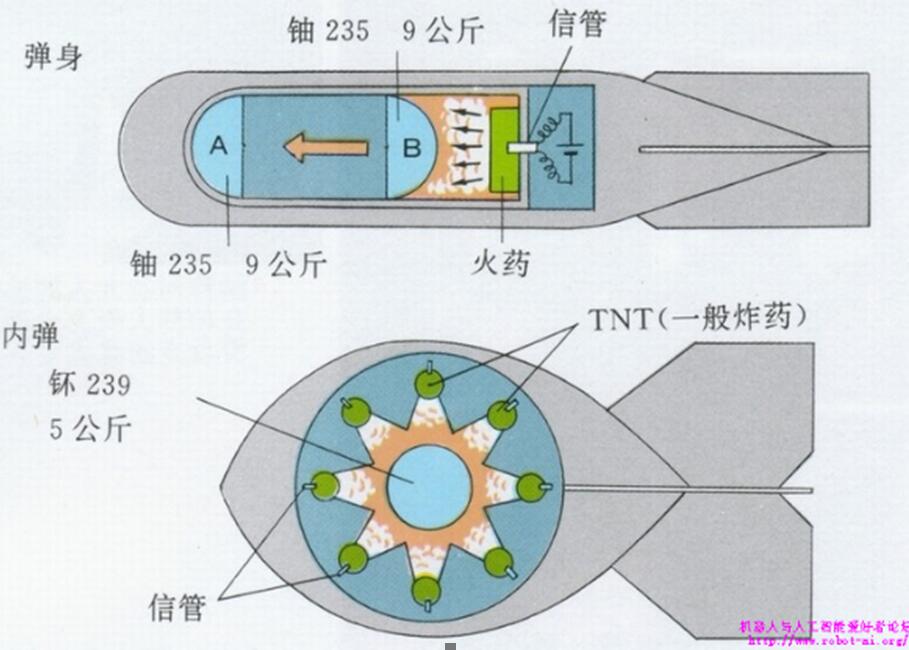 铀 235 9 公斤
信管
弹身
A
B
铀 235 9 公斤
火药
TNT(一般炸药)
内弹
钚 239
5 公斤
信管
机器人与人工智能爱好者论坛
http://www.robot-ai.org/